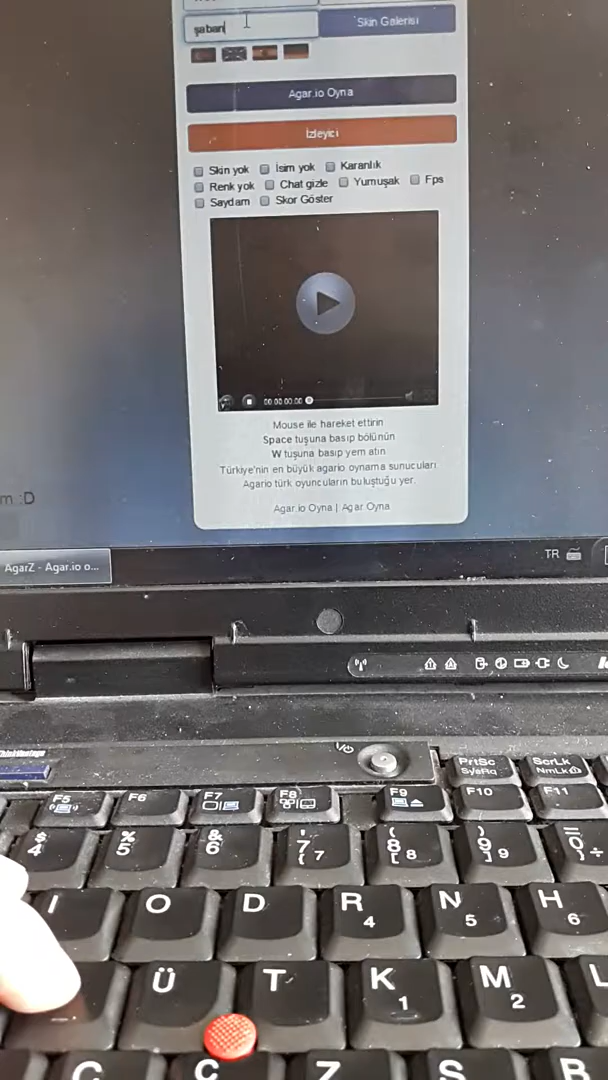 şaban
Skin Galerisi
Agar.io Oyna
İzleyici
Skin yok İsim yok Karanlık
Renk yok Chat gizle Yumuşak Fps
Saydam Skor Göster
00:00 00:00
Mouse ile hareket ettirin
Space tuşuna basıp bölünün
W tuşuna basıp yem atın
Türkiye'nin en büyük agario oynama sunucuları
Agario türk oyuncuların buluştuğu yer.
Agar.io Oyna | Agar Oyna
m :D
AgarZ - Agar.io o...
TR
ThinkVantage
PrtSc
SysRq
ScrLk
NmLk
F5 F6 F7 F8 F9 F10 F11
$ 4 % 5 & 6 ' 7 7 ( 8 [ 8 ) 9 ] 9 = 0 } ÷
I O D R 4 N 5 H 6
Ü T K 1 M 2 L
C Ç Z S B